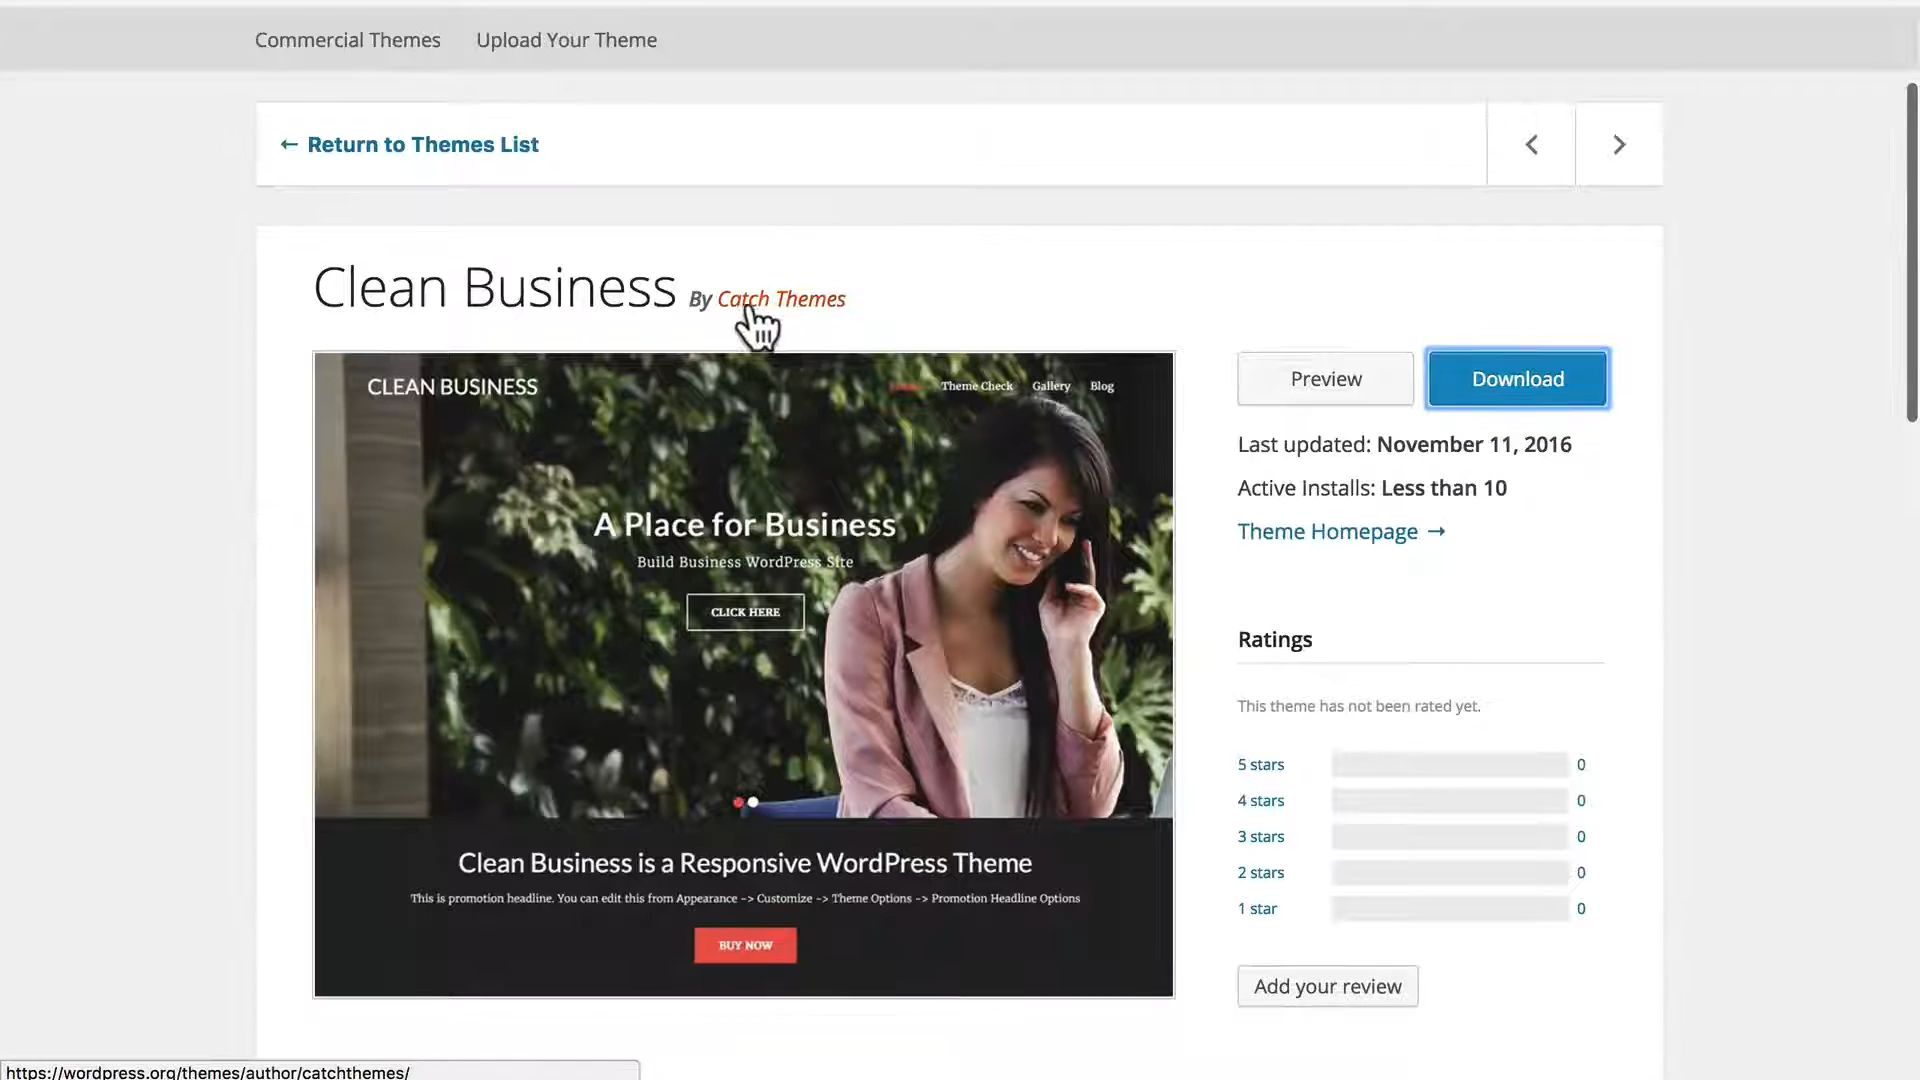 Commercial Themes Upload Your Theme
← Return to Themes List
Clean Business By Catch Themes
CLEAN BUSINESS
Theme Check Gallery Blog
A Place for Business
Build Business WordPress Site
CLICK HERE
Clean Business is a Responsive WordPress Theme
This is promotion headline. You can edit this from Appearance -> Customize -> Theme Options -> Promotion Headline Options
BUY NOW
Preview Download
Last updated: November 11, 2016
Active Installs: Less than 10
Theme Homepage →
Ratings
This theme has not been rated yet.
5 stars 0
4 stars 0
3 stars 0
2 stars 0
1 star 0
Add your review
https://wordpress.org/themes/author/catchthemes/